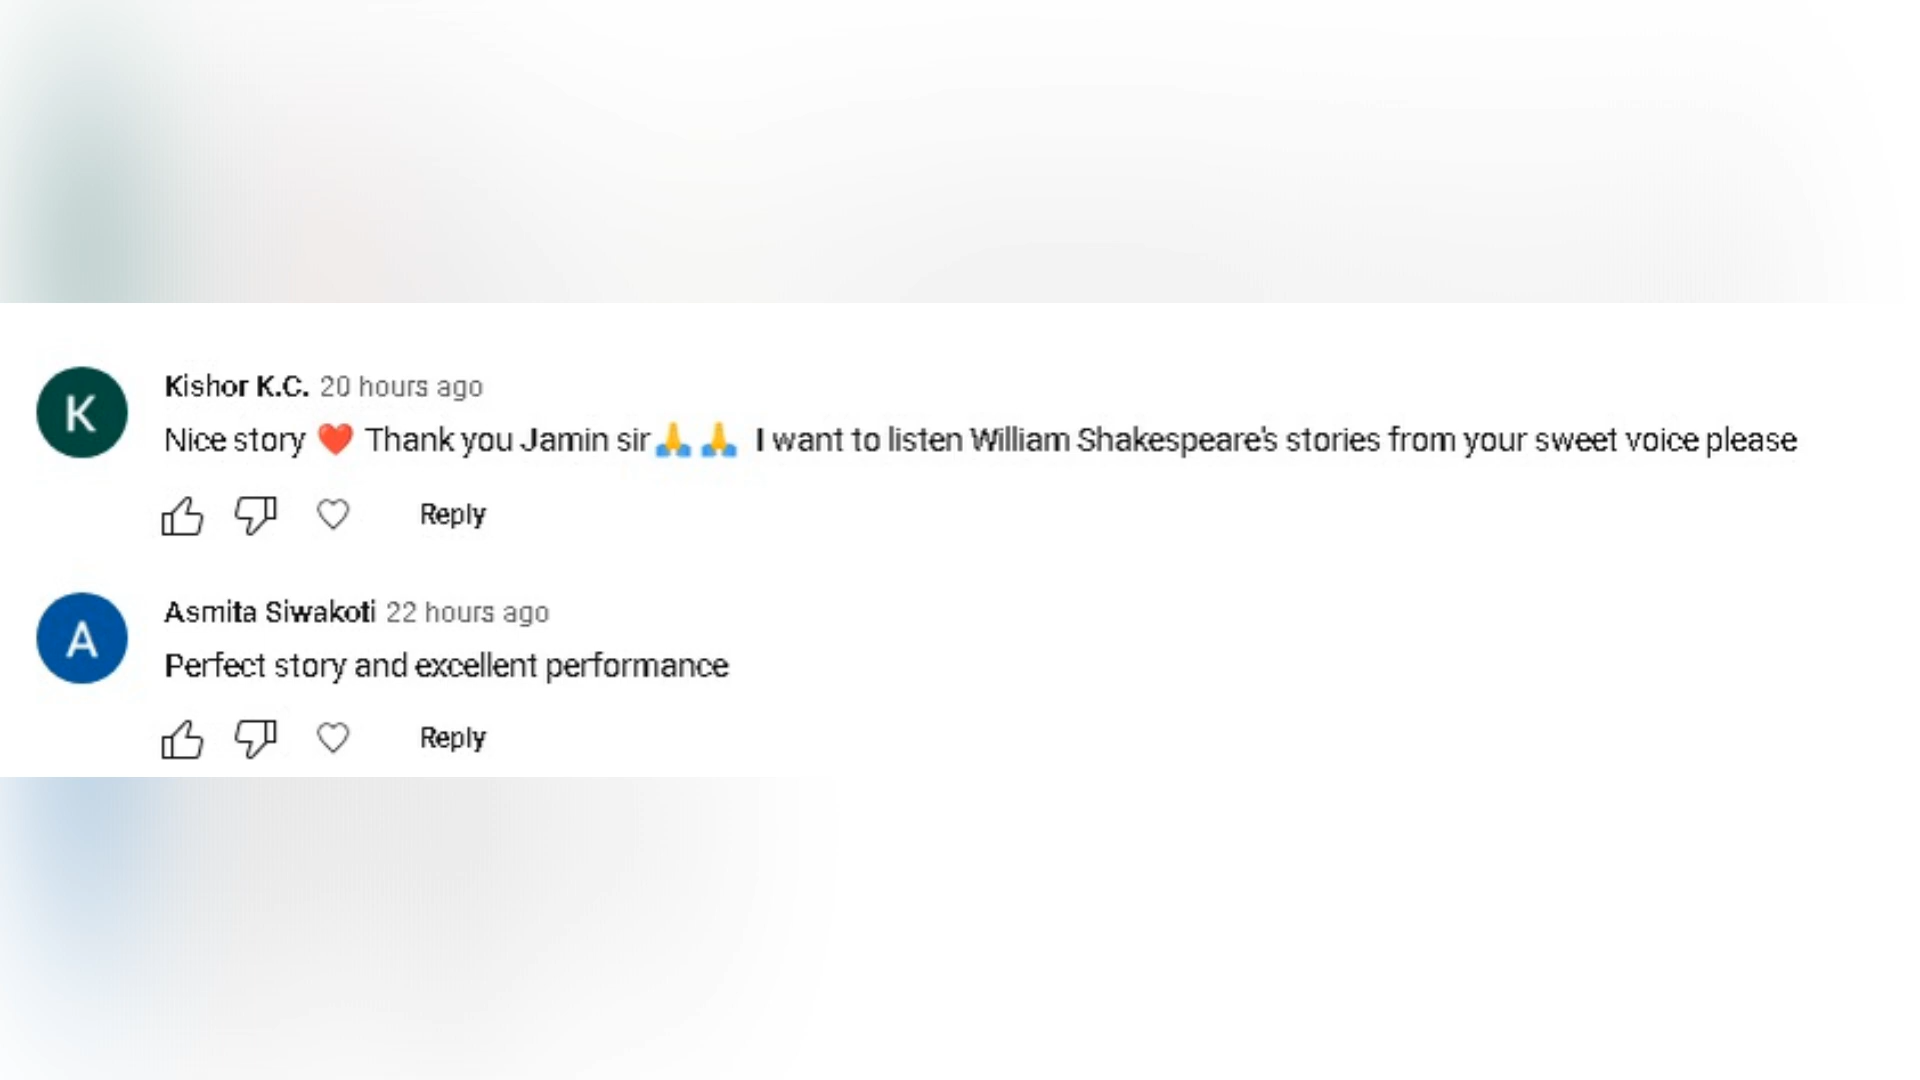 K
Kishor K.C. 20 hours ago
Nice story ❤️ Thank you Jamin sir🙏🙏 I want to listen William Shakespeare's stories from your sweet voice please
Reply
A
Asmita Siwakoti 22 hours ago
Perfect story and excellent performance
Reply